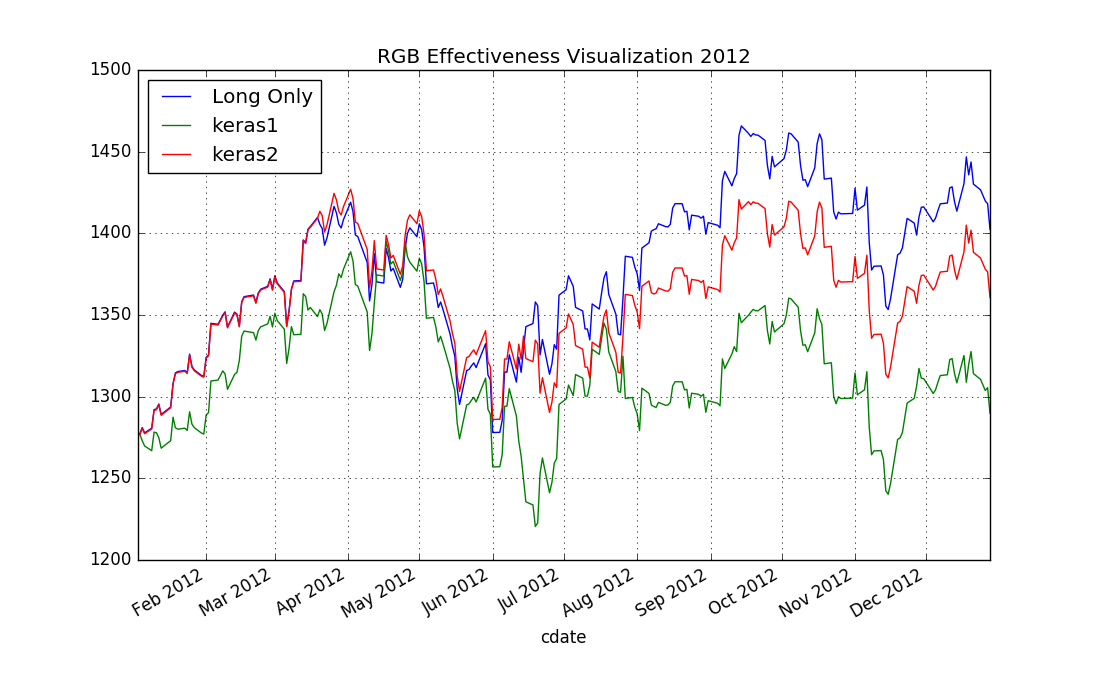 RGB Effectiveness Visualization 2012
1500
1450
1400
1350
1300
1250
1200
Long Only
keras1
keras2
Feb 2012
Mar 2012
Apr 2012
May 2012
Jun 2012
Jul 2012
Aug 2012
Sep 2012
Oct 2012
Nov 2012
Dec 2012
cdate